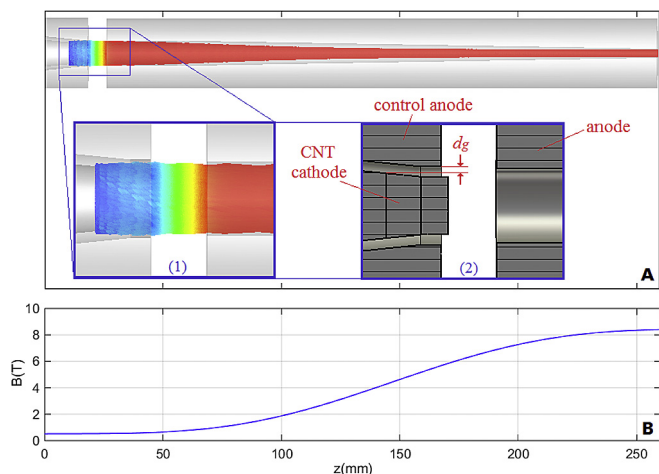 control anode
anode
d_g
CNT
cathode
(1)
(2)
A
10
8
6
4
2
0
B(T)
B
0
50
100
150
200
250
z(mm)